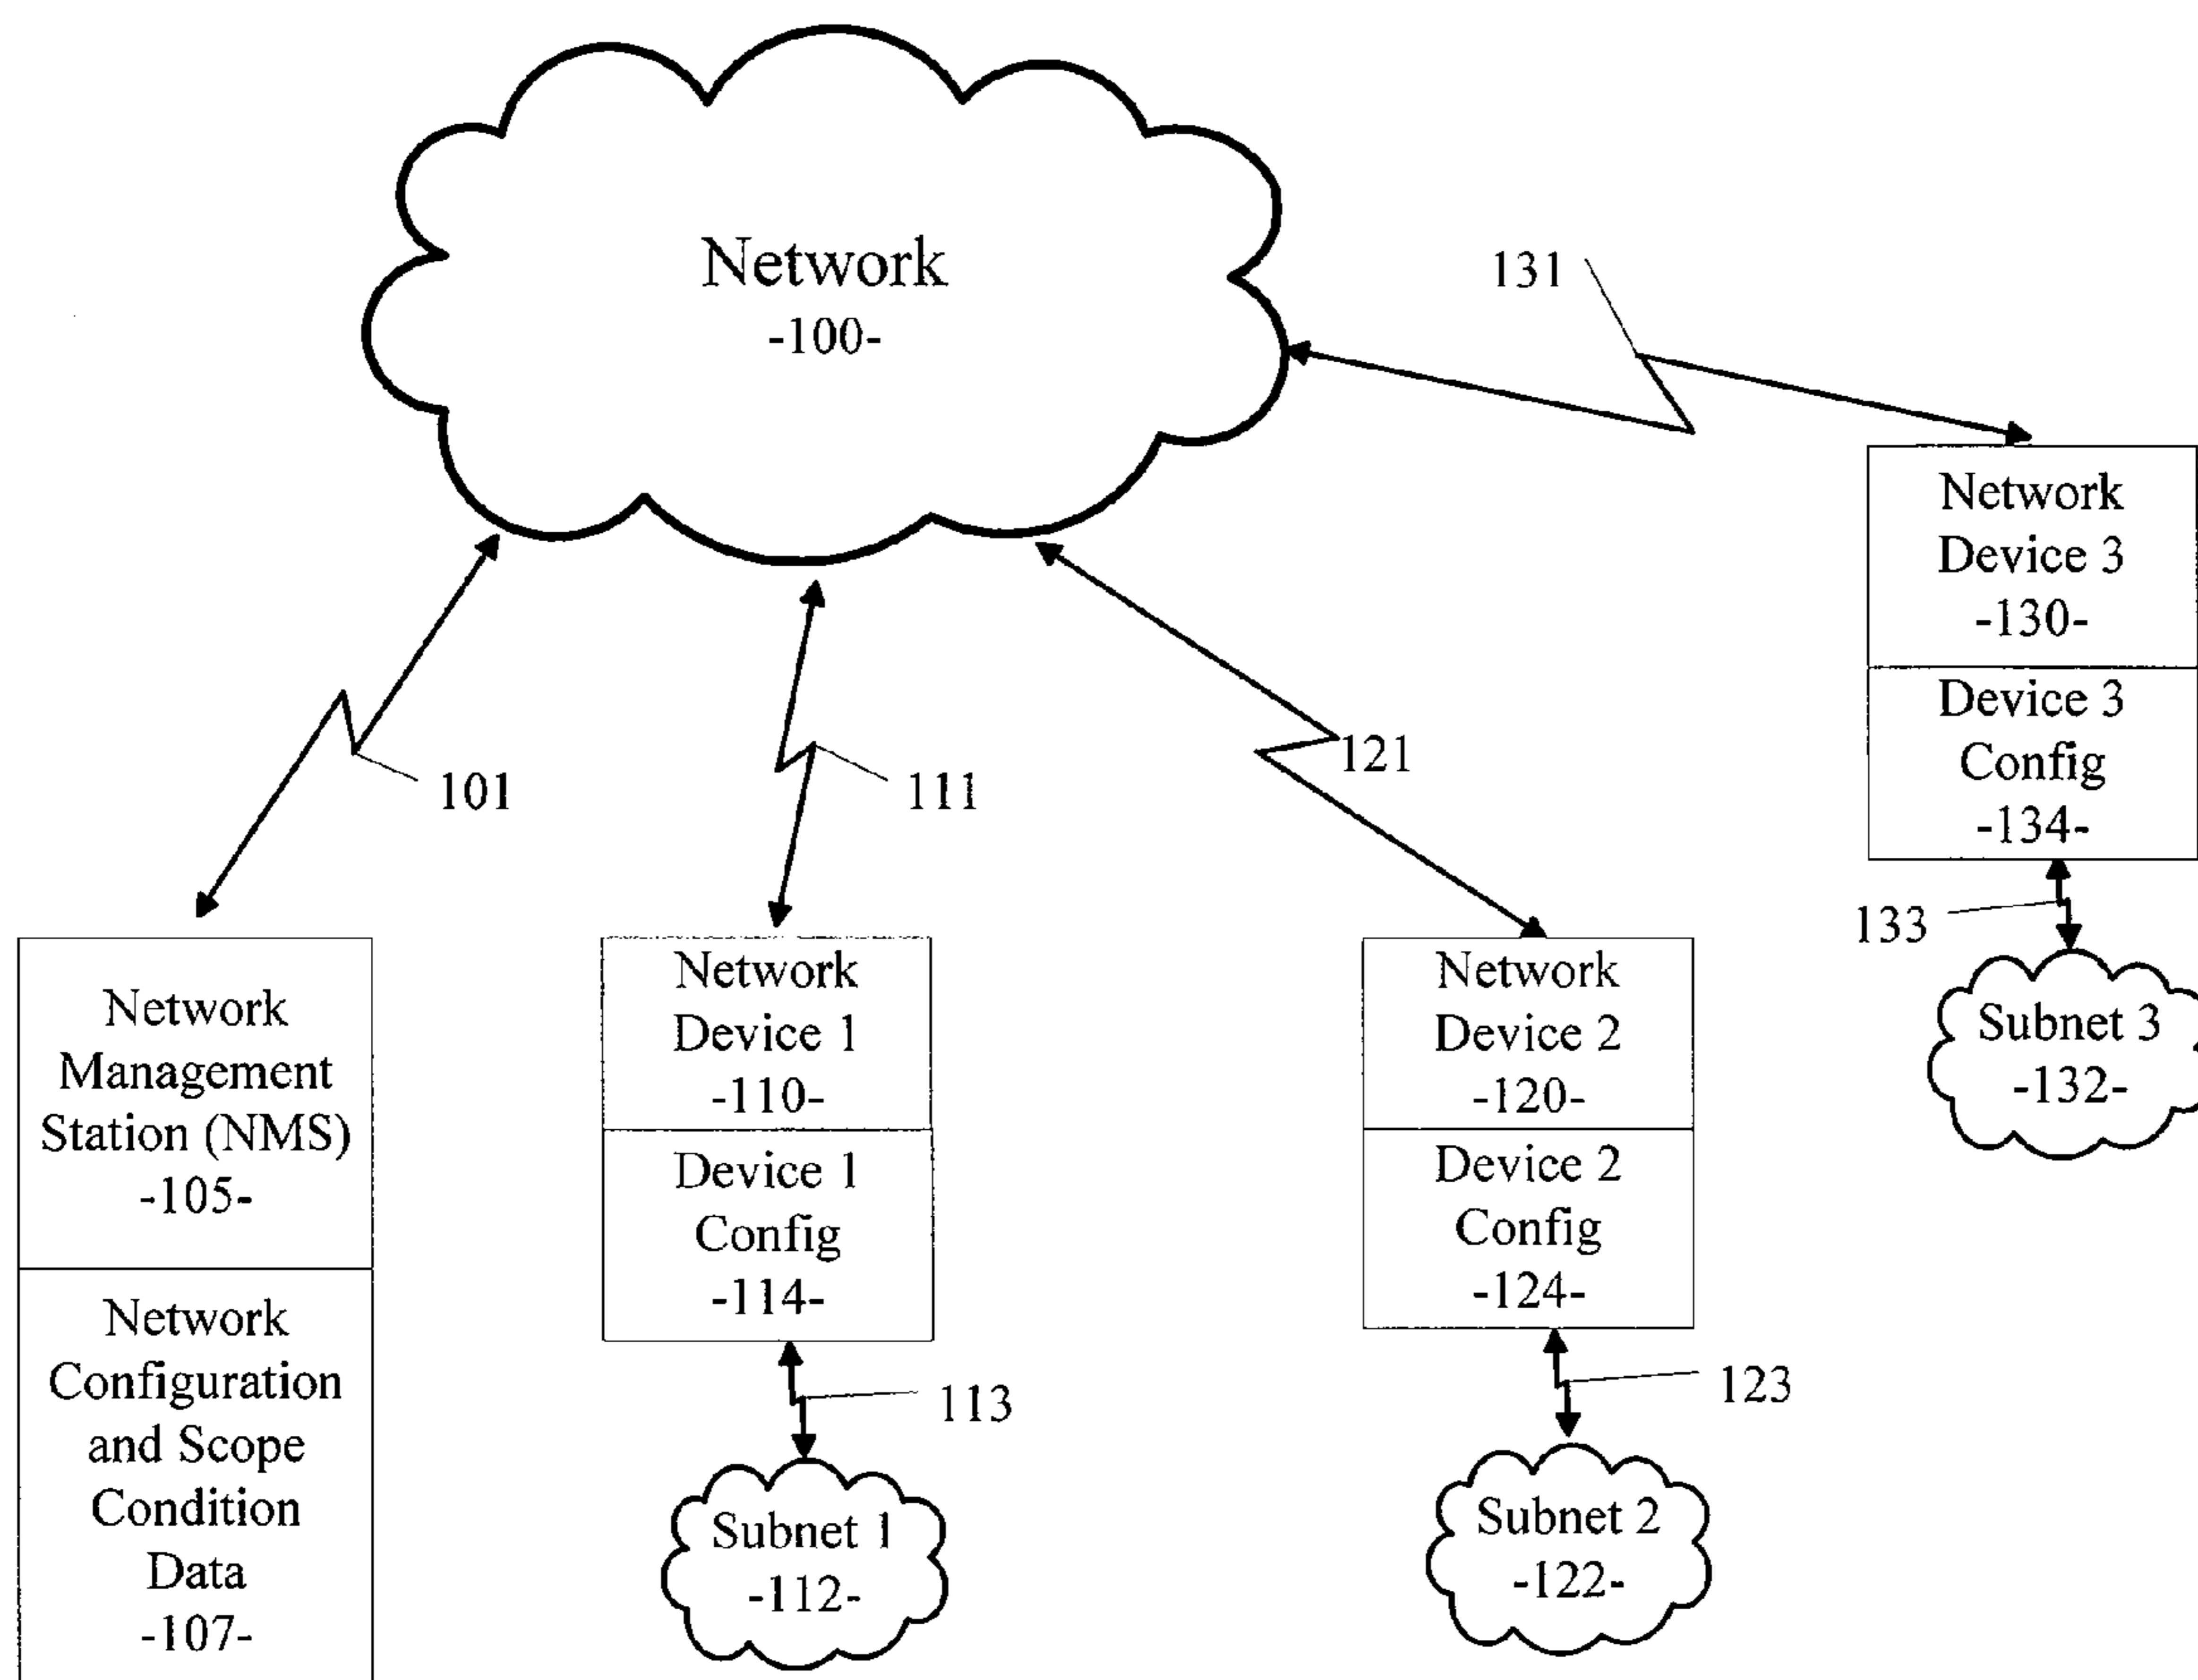 Network
-100-
131
Network
Device 3
-130-
Device 3
Config
-134-
133
Subnet 3
-132-
101
111
121
Network
Management
Station (NMS)
-105-
Network
Configuration
and Scope
Condition
Data
-107-
Network
Device 1
-110-
Device 1
Config
-114-
113
Subnet 1
-112-
Network
Device 2
-120-
Device 2
Config
-124-
123
Subnet 2
-122-